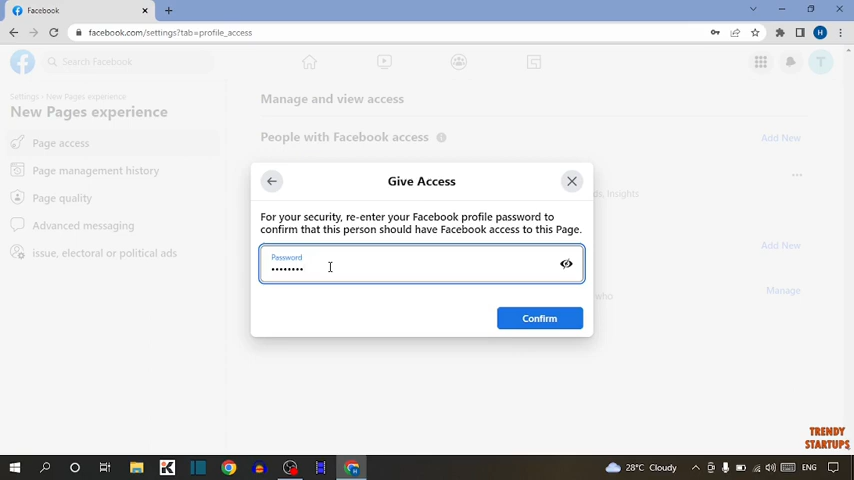 Facebook
facebook.com/settings?tab=profile_access
H
Search Facebook
T
Settings › New Pages experience
New Pages experience
Page access
Page management history
Page quality
Advanced messaging
issue, electoral or political ads
Manage and view access
People with Facebook access
Add New
ds, Insights
Add New
who
Manage
Give Access
For your security, re-enter your Facebook profile password to
confirm that this person should have Facebook access to this Page.
Password
••••••••
Confirm
TRENDY
STARTUPS
28°C Cloudy
ENG